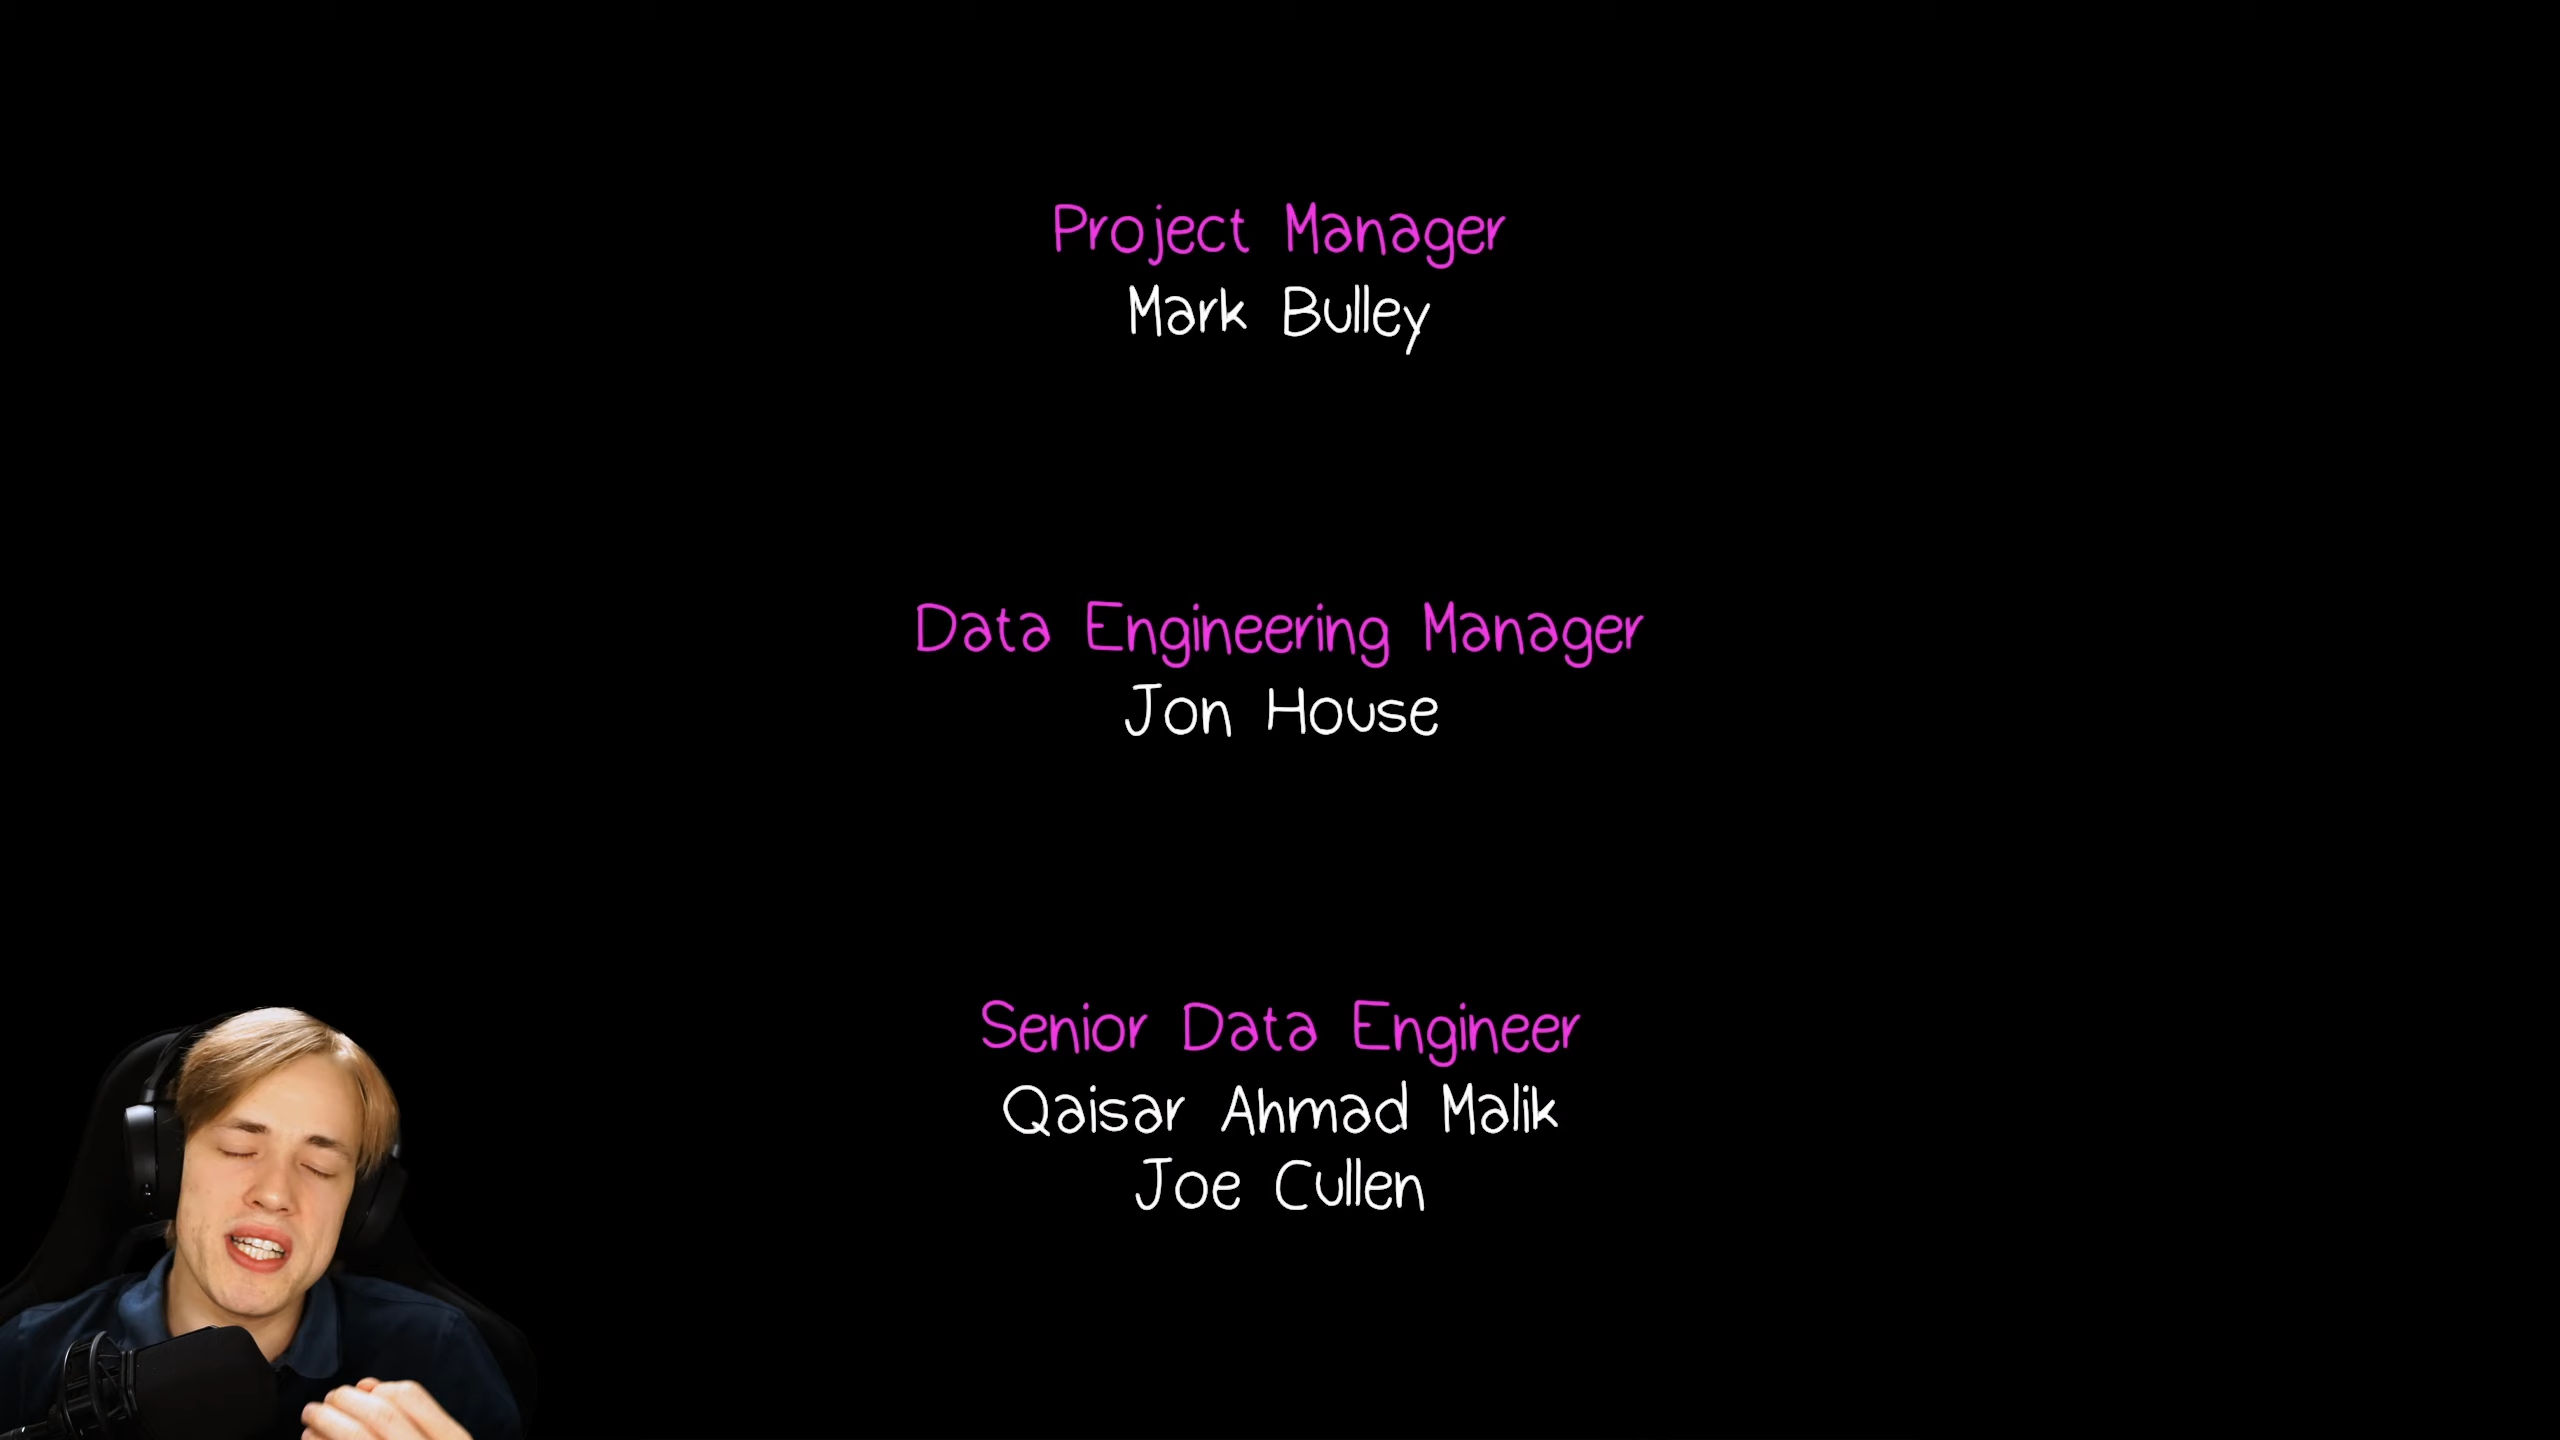 Project Manager
Mark Bulley
Data Engineering Manager
Jon House
Senior Data Engineer
Qaisar Ahmad Malik
Joe Cullen